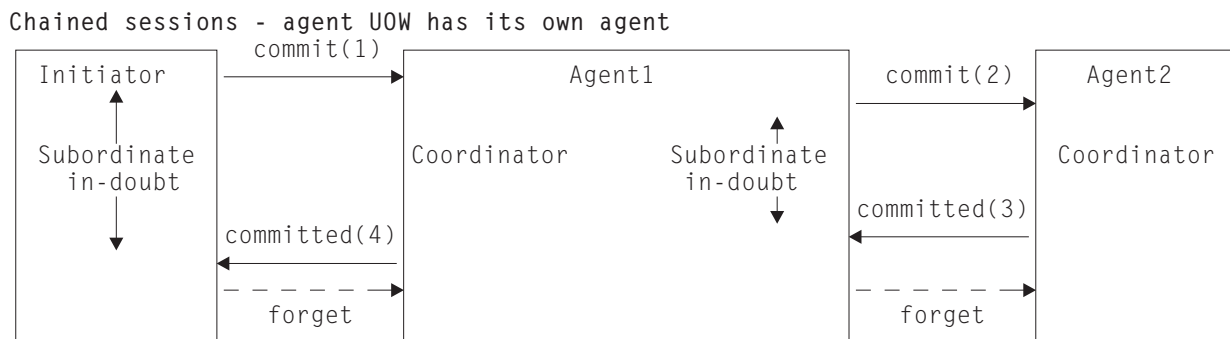 Chained sessions - agent UOW has its own agent
commit(1)
Initiator
Agent1
commit(2)
Agent2
Subordinate
in-doubt
Coordinator
Subordinate
in-doubt
Coordinator
committed(3)
committed(4)
forget
forget